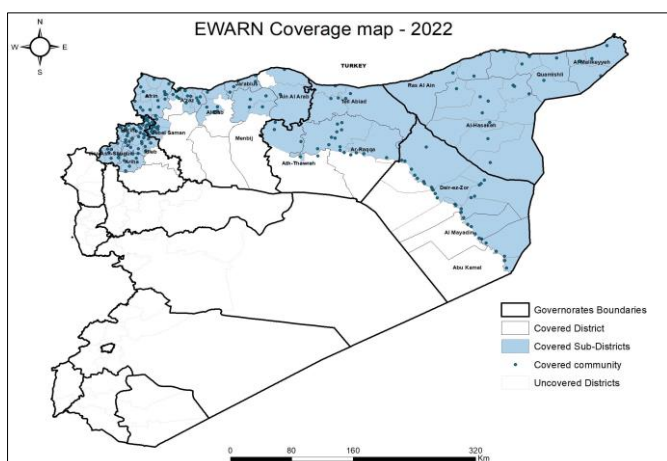 EWARN Coverage map - 2022
N
W E
S
TURKEY
Al-Malikeyyeh
Quamishli
Ras Al Ain
Jarablus
Afrin
Ain Al Arab
Tell Abiad
Al-Hasakeh
Menbij
Ar-Raqqa
Ath-Thawrah
Deir-ez-Zor
Al Mayadin
Abu Kamal
Governorates Boundaries
Covered District
Covered Sub-Districts
Covered community
Uncovered Districts
0 80 160 320
Km